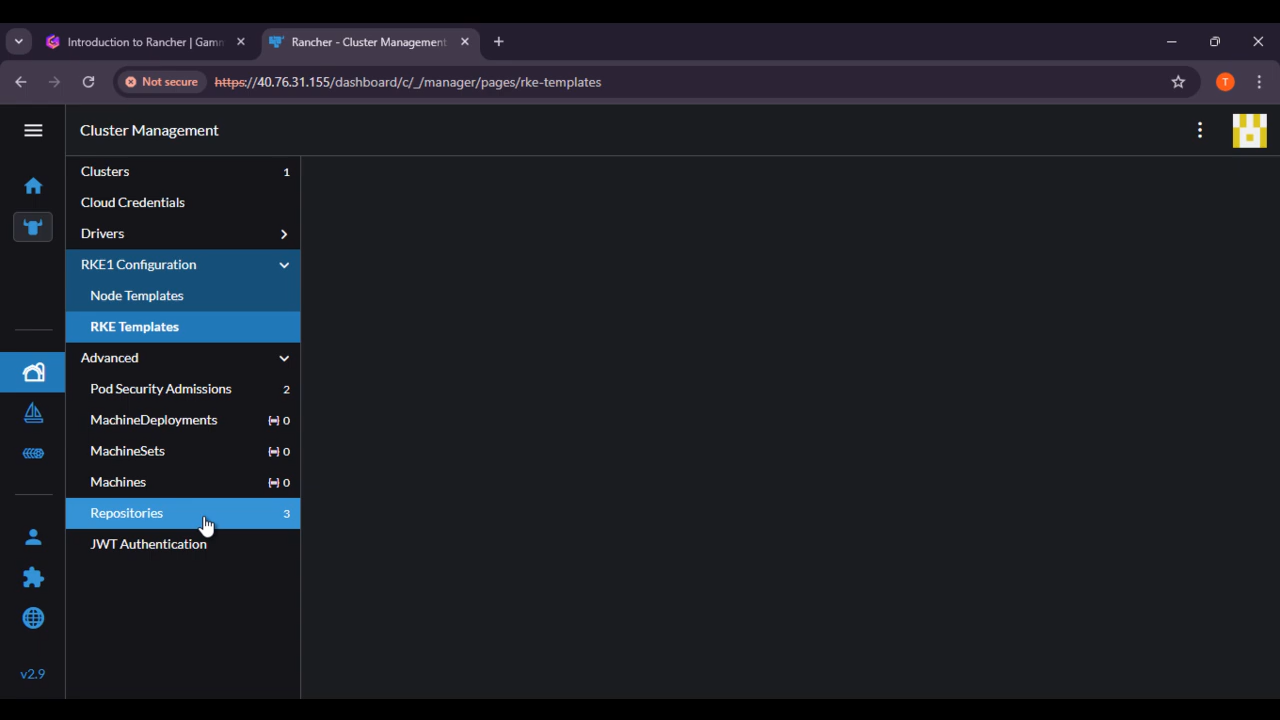 Introduction to Rancher | Gamm
Rancher - Cluster Management
Not secure
https://40.76.31.155/dashboard/c/_/manager/pages/rke-templates
T
Cluster Management
Clusters 1
Cloud Credentials
Drivers
RKE1 Configuration
Node Templates
RKE Templates
Advanced
Pod Security Admissions 2
MachineDeployments 0
MachineSets 0
Machines 0
Repositories 3
JWT Authentication
v2.9